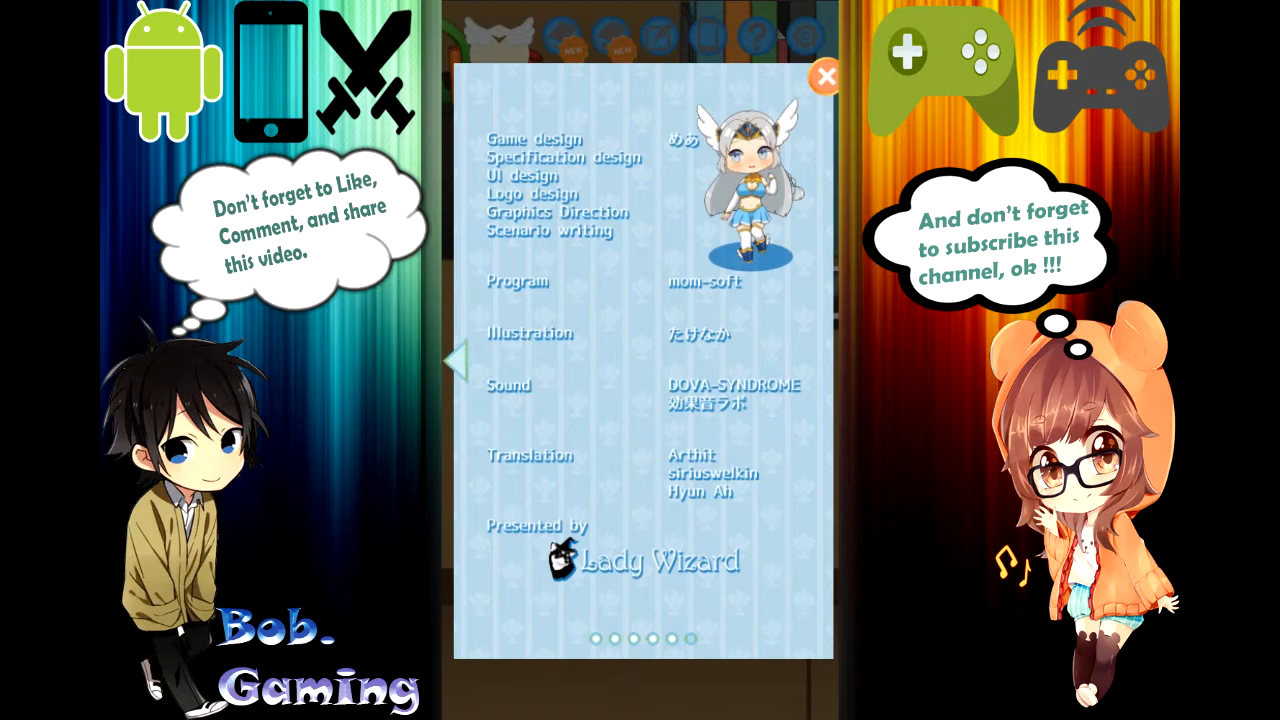 NEW
NEW
Don't forget to Like,
Comment, and share
this video.
And don't forget
to subscribe this
channel, ok !!!
Game design めあ
Specification design
UI design
Logo design
Graphics Direction
Scenario writing
Program mom-soft
Illustration たけなか
Sound DOVA-SYNDROME
効果音ラボ
Translation Arthit
siriuswelkin
Hyun Ah
Presented by
Lady Wizard
Bob.
Gaming